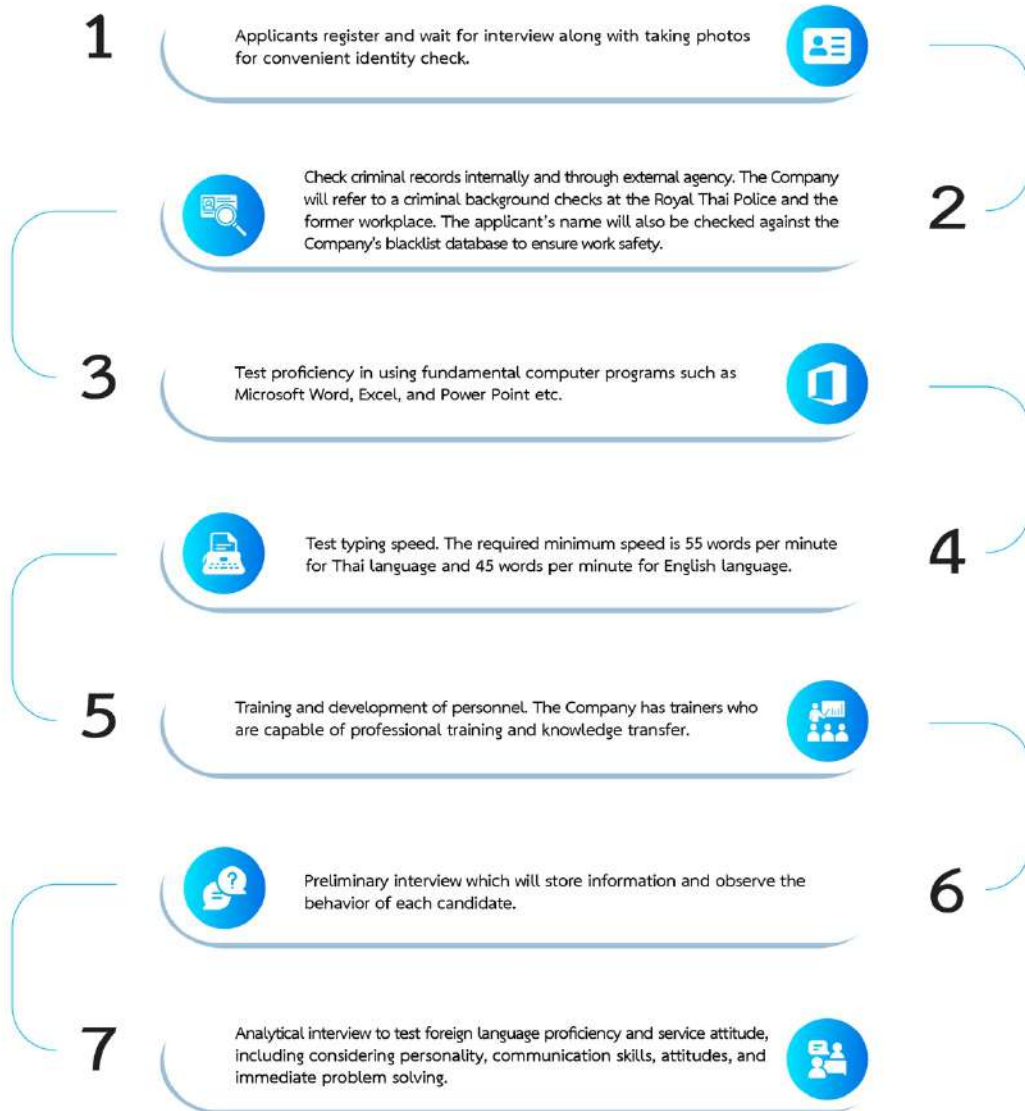 1
Applicants register and wait for interview along with taking photos
for convenient identity check.
2
Check criminal records internally and through external agency. The Company
will refer to a criminal background checks at the Royal Thai Police and the
former workplace. The applicant's name will also be checked against the
Company's blacklist database to ensure work safety.
3
Test proficiency in using fundamental computer programs such as
Microsoft Word, Excel, and Power Point etc.
4
Test typing speed. The required minimum speed is 55 words per minute
for Thai language and 45 words per minute for English language.
5
Training and development of personnel. The Company has trainers who
are capable of professional training and knowledge transfer.
6
Preliminary interview which will store information and observe the
behavior of each candidate.
7
Analytical interview to test foreign language proficiency and service attitude,
including considering personality, communication skills, attitudes, and
immediate problem solving.